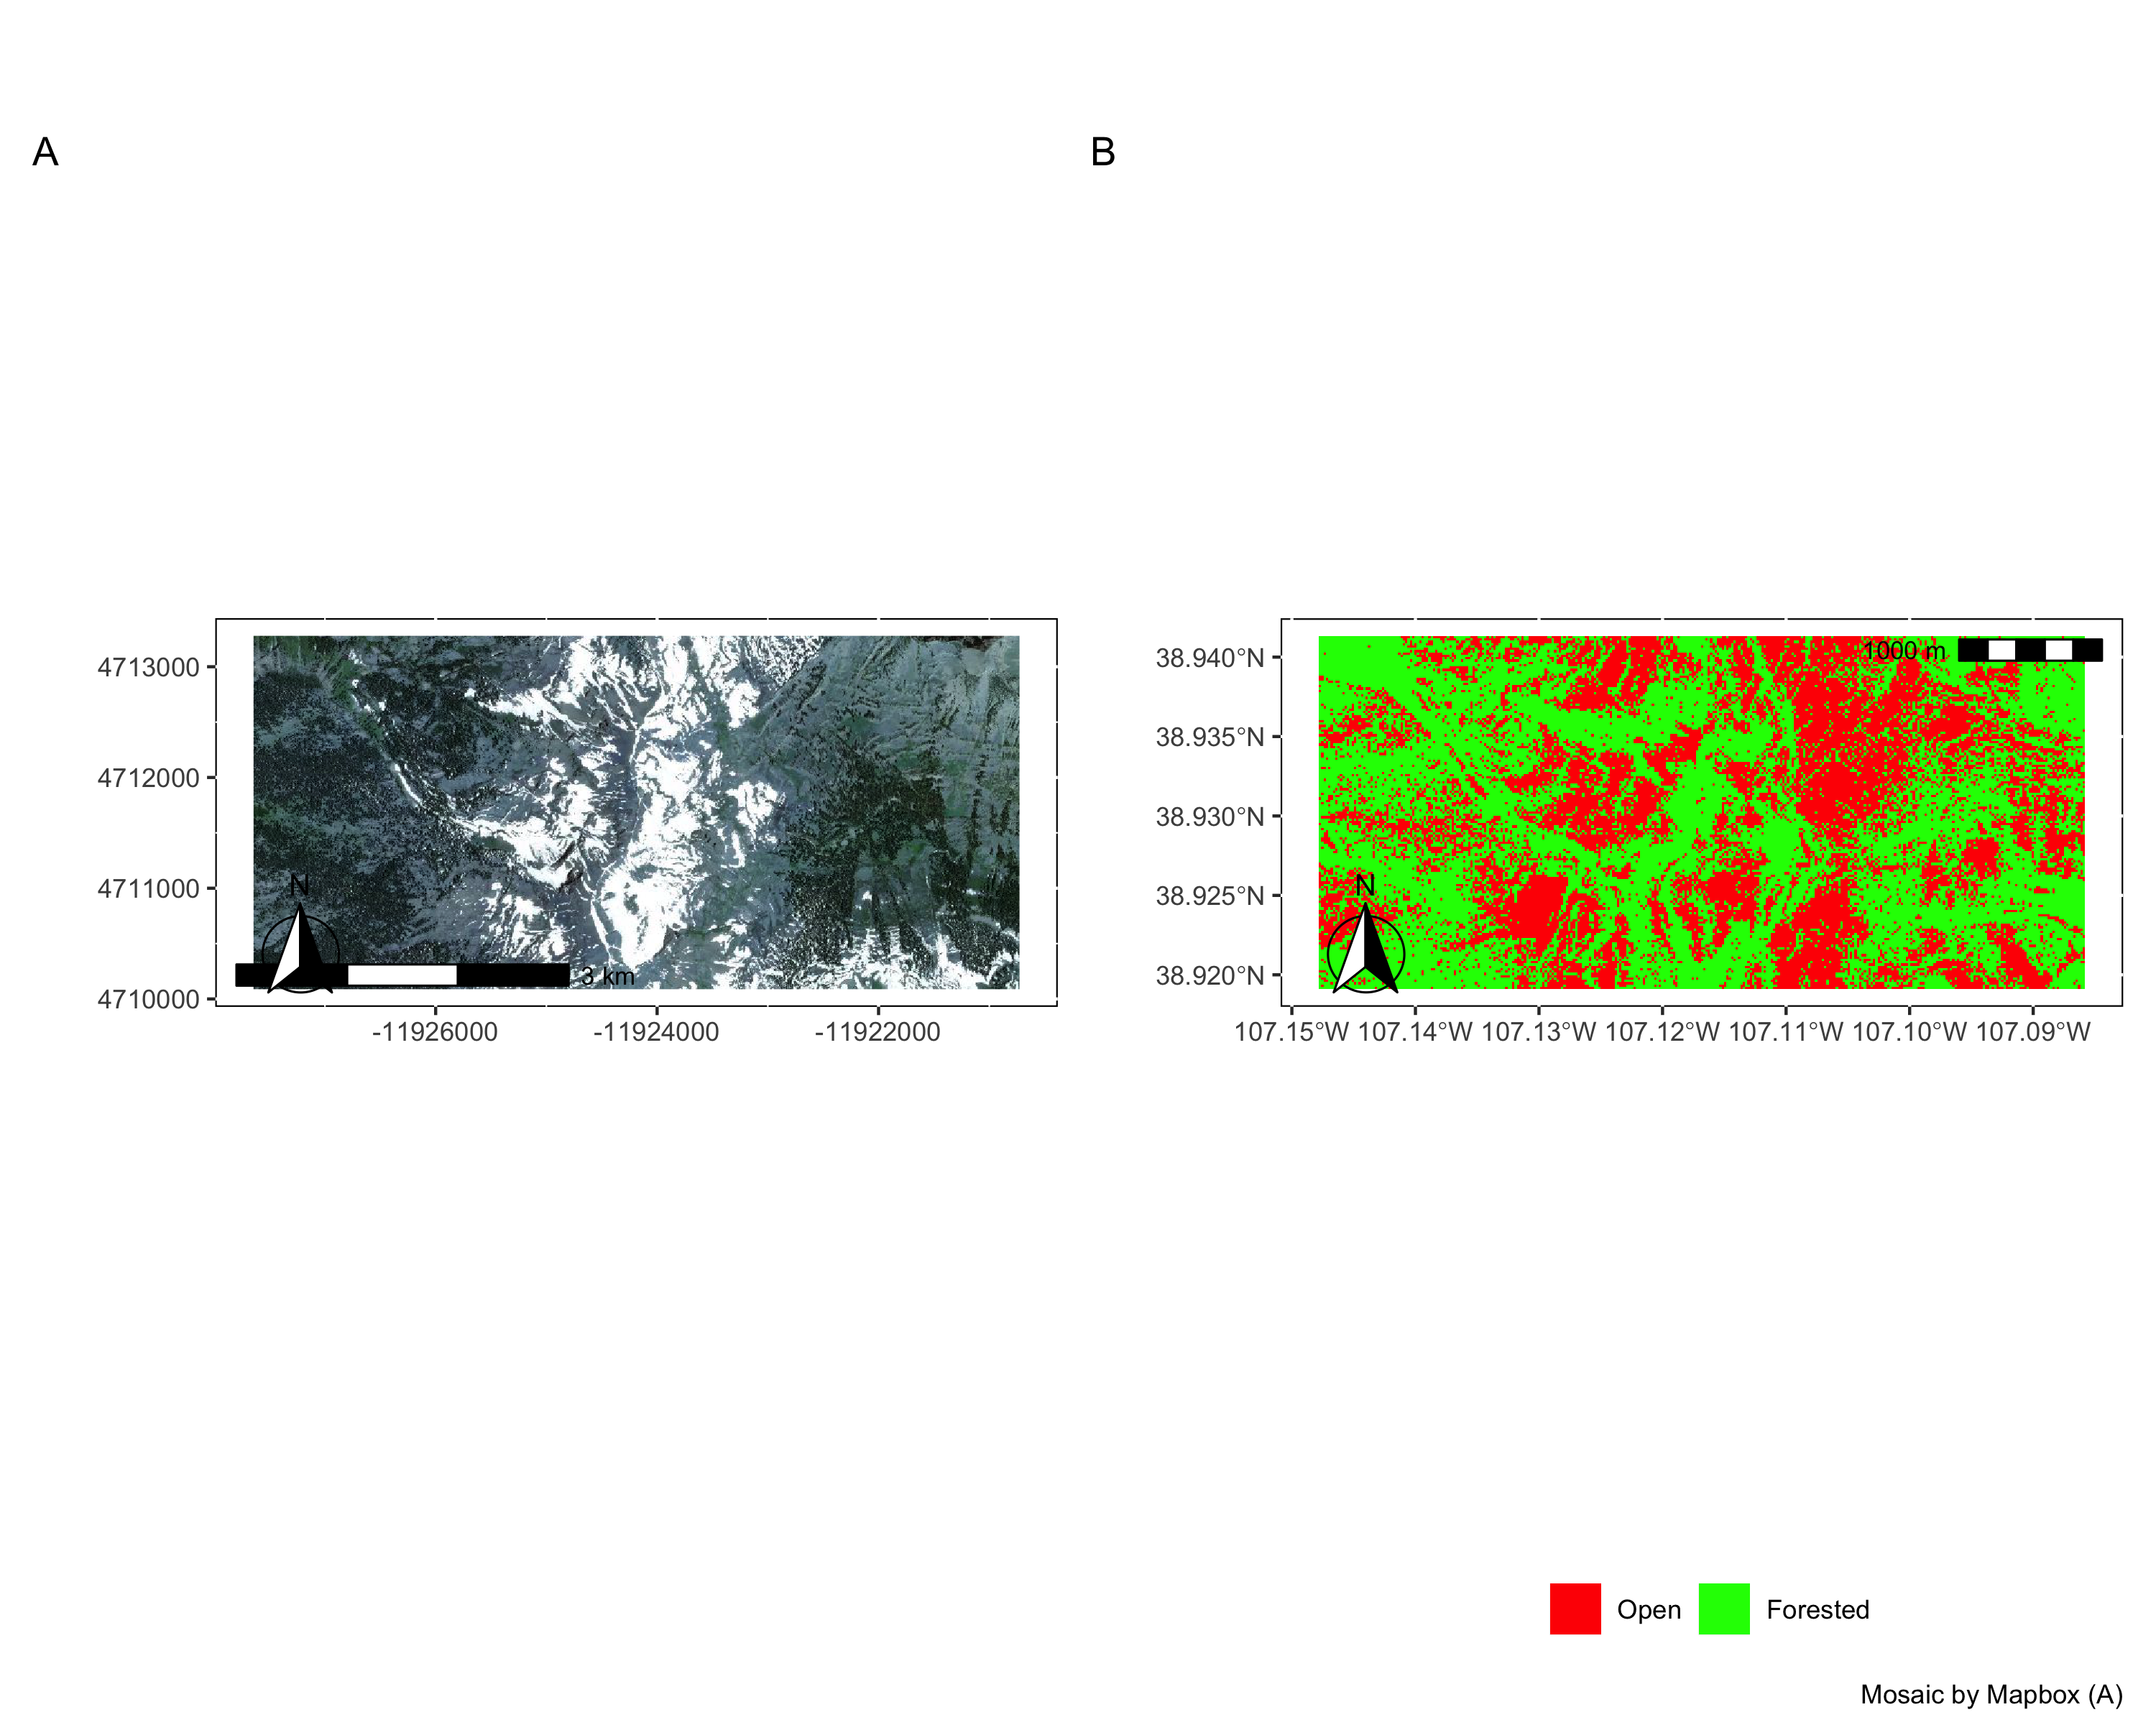 A
B
4713000
4712000
4711000
4710000
N
3 km
-11926000 -11924000 -11922000
38.940°N
38.935°N
38.930°N
38.925°N
38.920°N
1000 m
N
107.15°W 107.14°W 107.13°W 107.12°W 107.11°W 107.10°W 107.09°W
Open Forested
Mosaic by Mapbox (A)